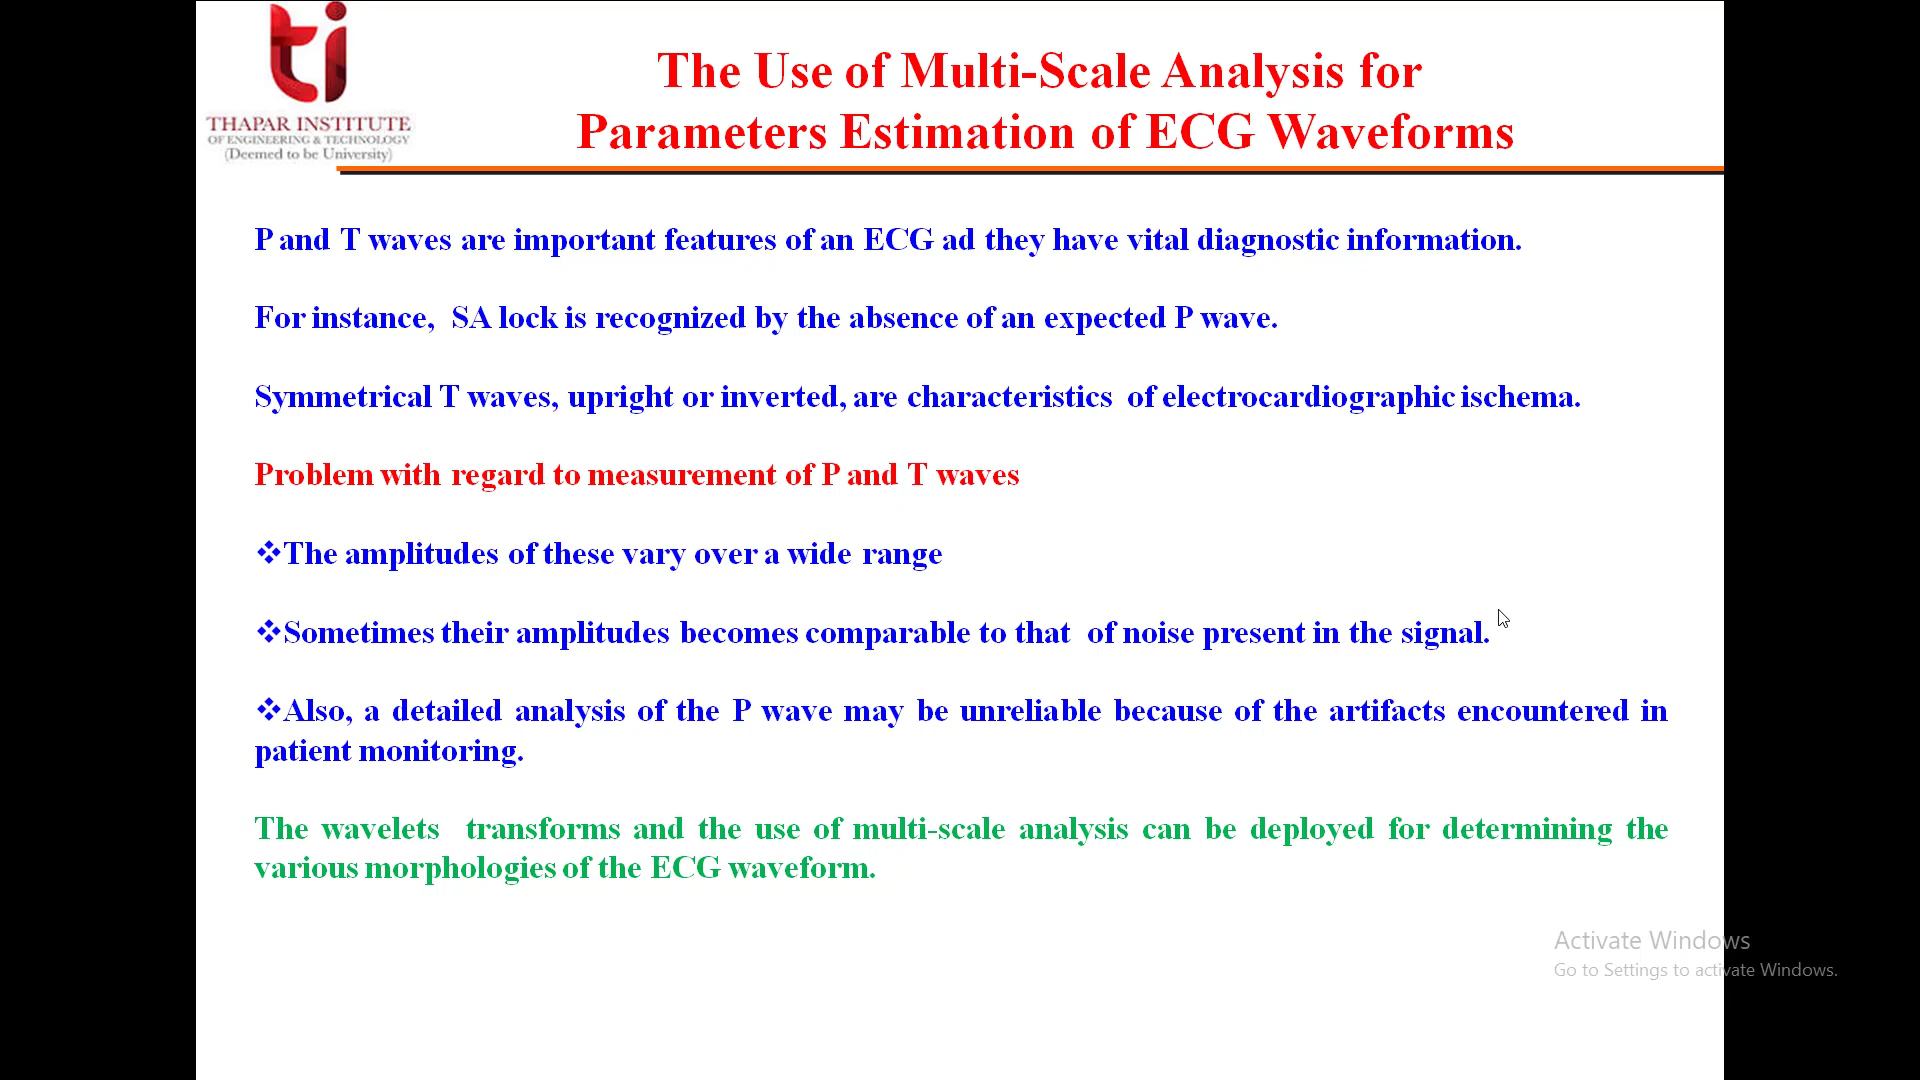 THAPAR INSTITUTE
OF ENGINEERING & TECHNOLOGY
(Deemed to be University)
The Use of Multi-Scale Analysis for
Parameters Estimation of ECG Waveforms
P and T waves are important features of an ECG ad they have vital diagnostic information.
For instance, SA lock is recognized by the absence of an expected P wave.
Symmetrical T waves, upright or inverted, are characteristics of electrocardiographic ischema.
Problem with regard to measurement of P and T waves
❖The amplitudes of these vary over a wide range
❖Sometimes their amplitudes becomes comparable to that of noise present in the signal.
❖Also, a detailed analysis of the P wave may be unreliable because of the artifacts encountered in
patient monitoring.
The wavelets transforms and the use of multi-scale analysis can be deployed for determining the
various morphologies of the ECG waveform.
Activate Windows
Go to Settings to activate Windows.